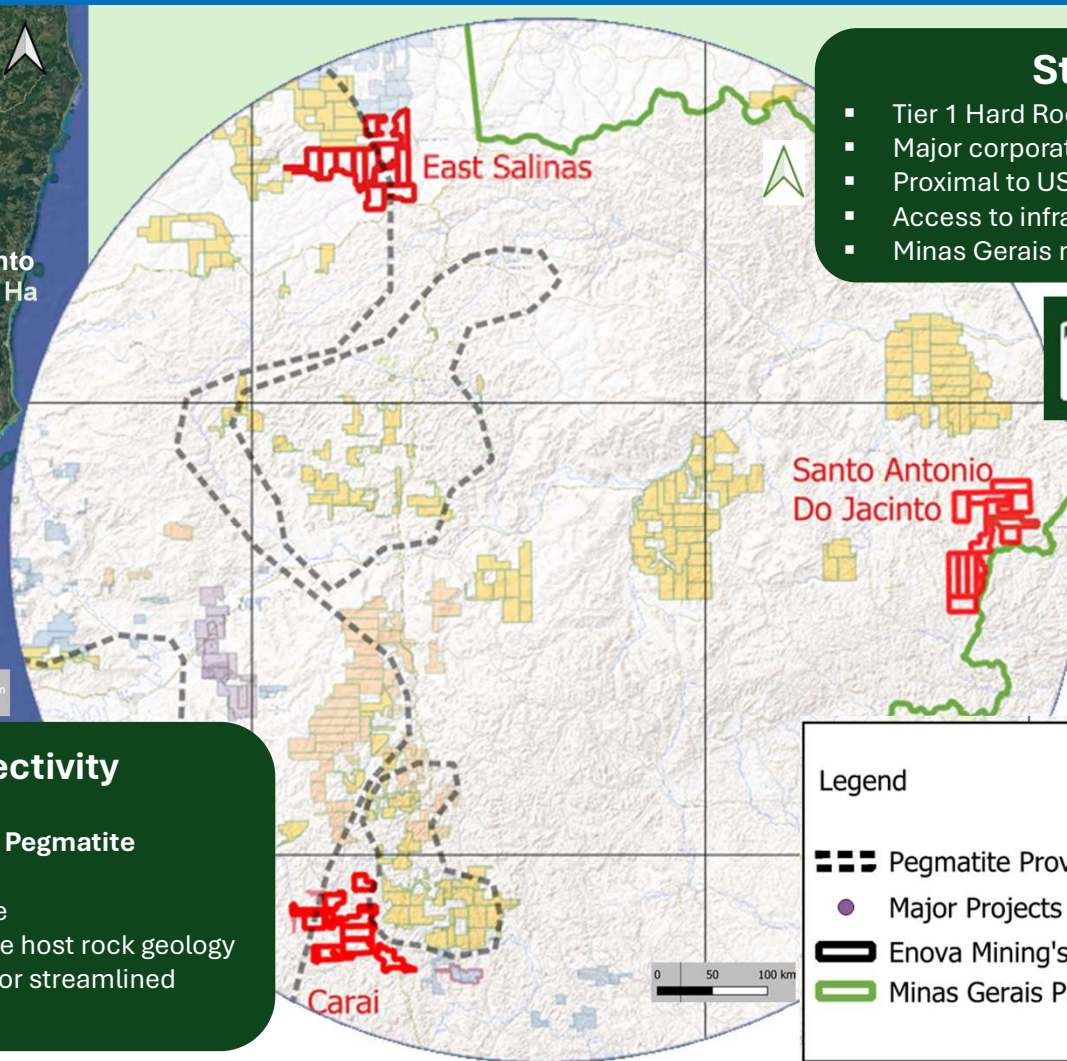 nto
Ha
St
Tier 1 Hard Ro
Major corporat
Proximal to US
Access to infra
Minas Gerais
East Salinas
Santo Antonio
Do Jacinto
ectivity
Pegmatite
e
e host rock geology
or streamlined
Carai
0 50 100 km
Legend
Pegmatite Prov
Major Projects
Enova Mining's
Minas Gerais P